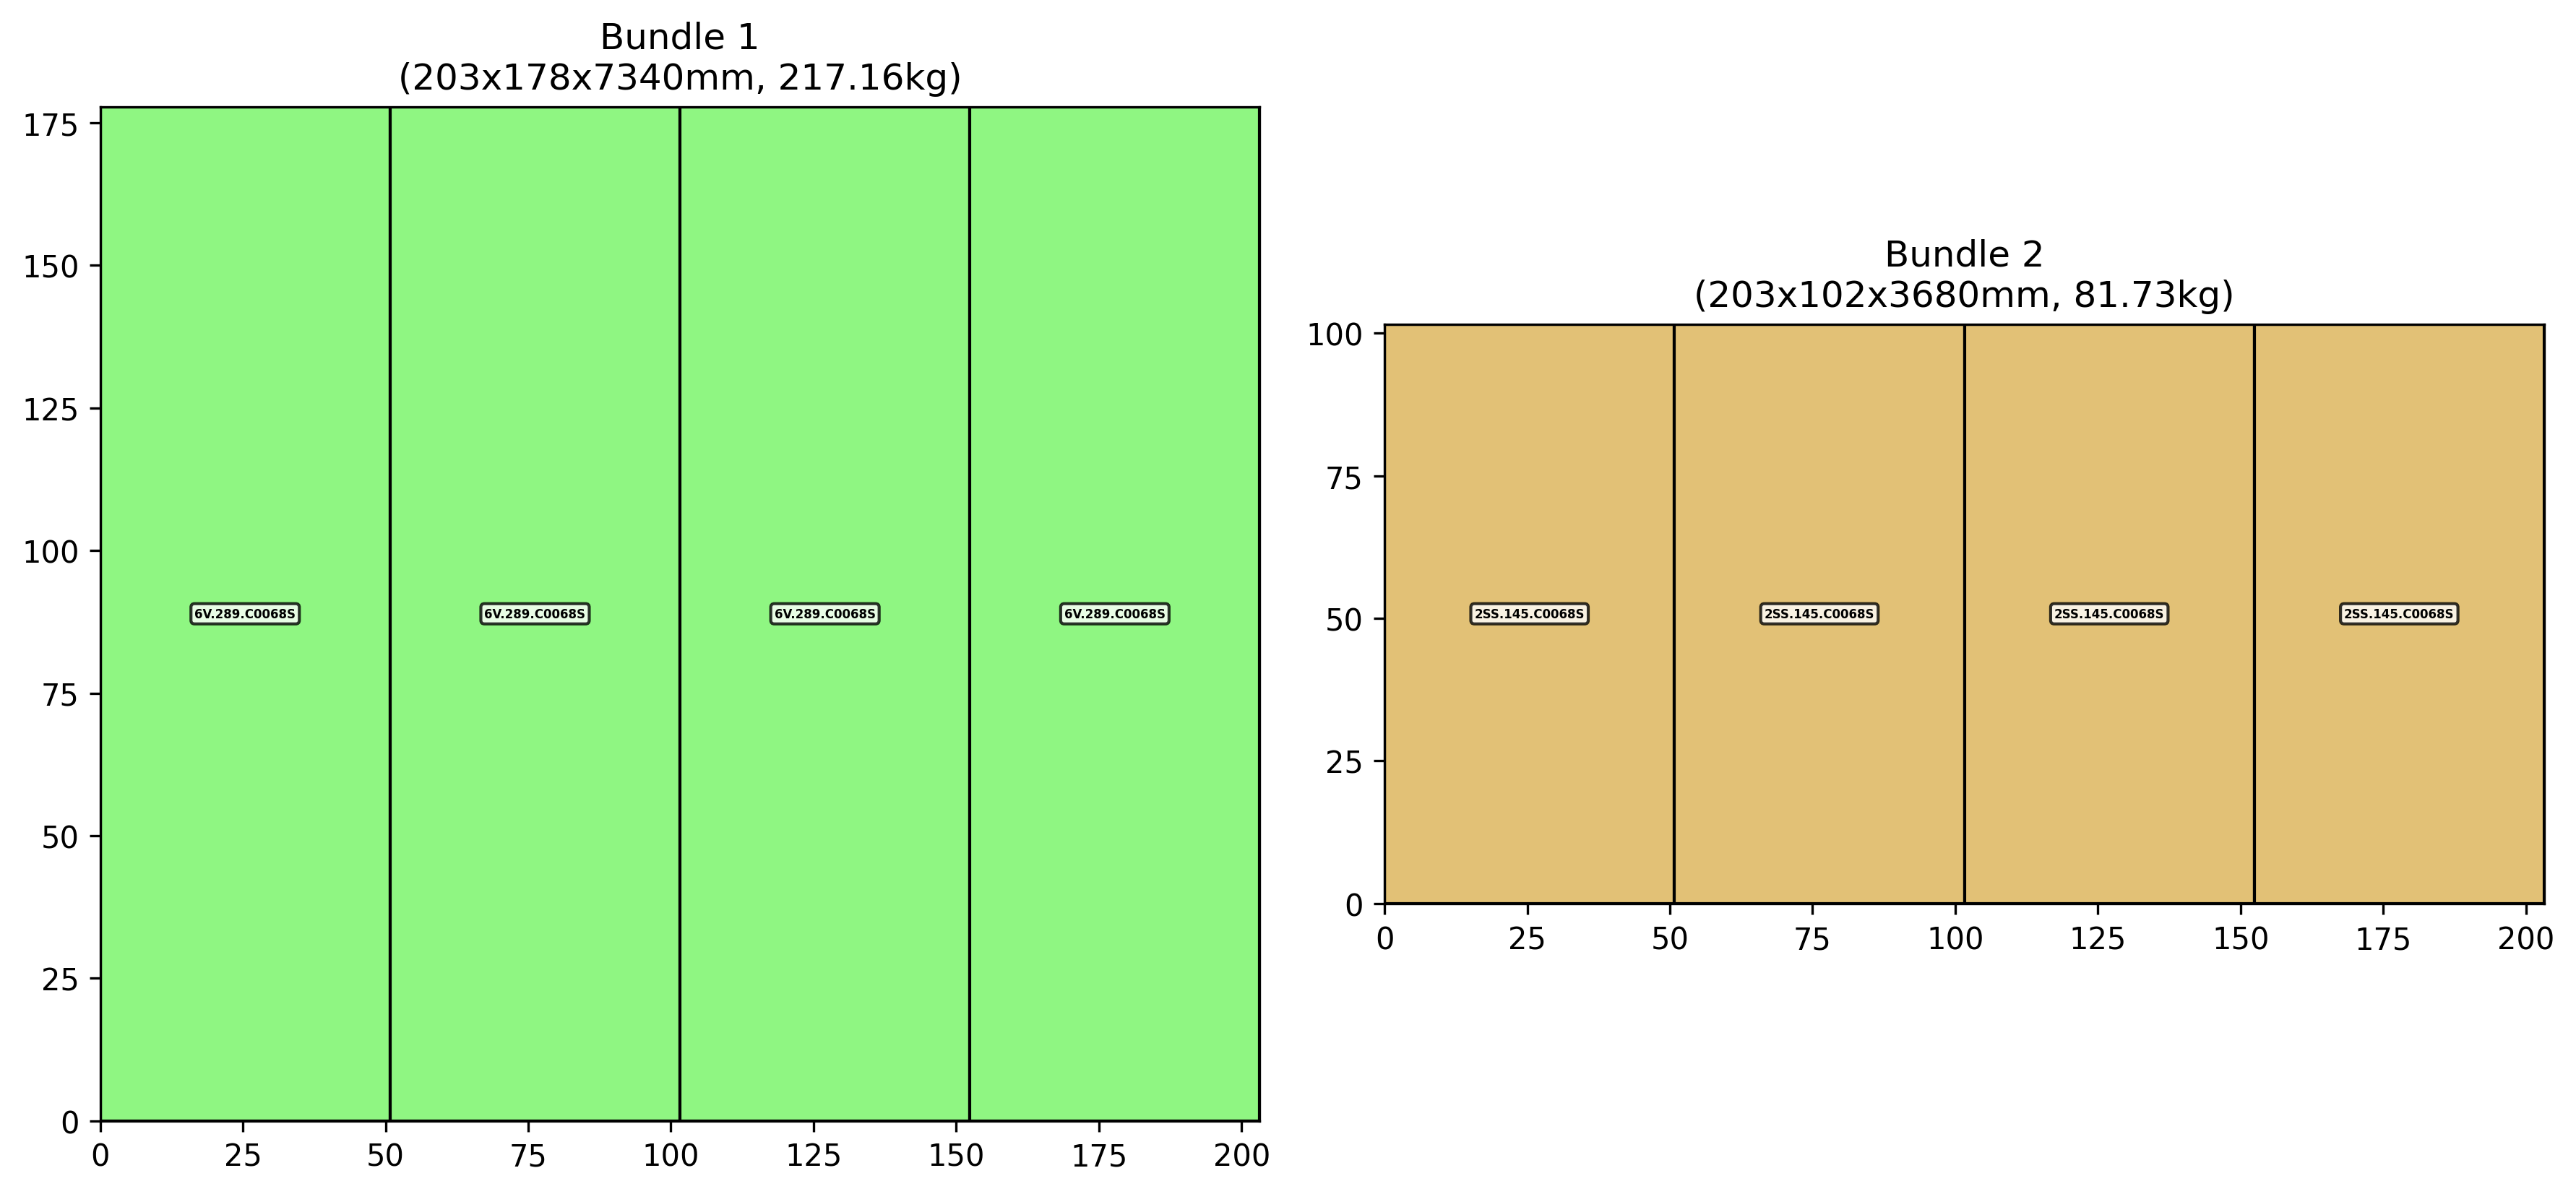 Bundle 1
(203x178x7340mm, 217.16kg)
175
150
125
100
75
50
25
0
6V.289.C0068S
6V.289.C0068S
6V.289.C0068S
6V.289.C0068S
0 25 50 75 100 125 150 175 200
Bundle 2
(203x102x3680mm, 81.73kg)
100
75
50
25
0
2SS.145.C0068S
2SS.145.C0068S
2SS.145.C0068S
2SS.145.C0068S
0 25 50 75 100 125 150 175 200